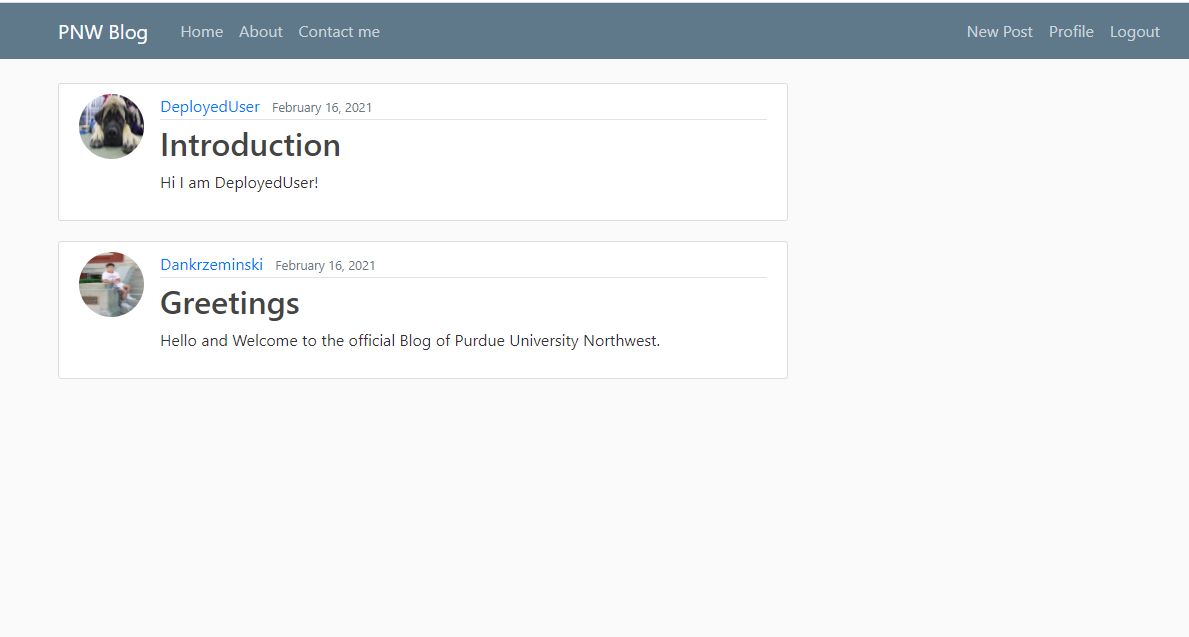 PNW Blog Home About Contact me New Post Profile Logout
DeployedUser February 16, 2021
Introduction
Hi I am DeployedUser!
Dankrzeminski February 16, 2021
Greetings
Hello and Welcome to the official Blog of Purdue University Northwest.